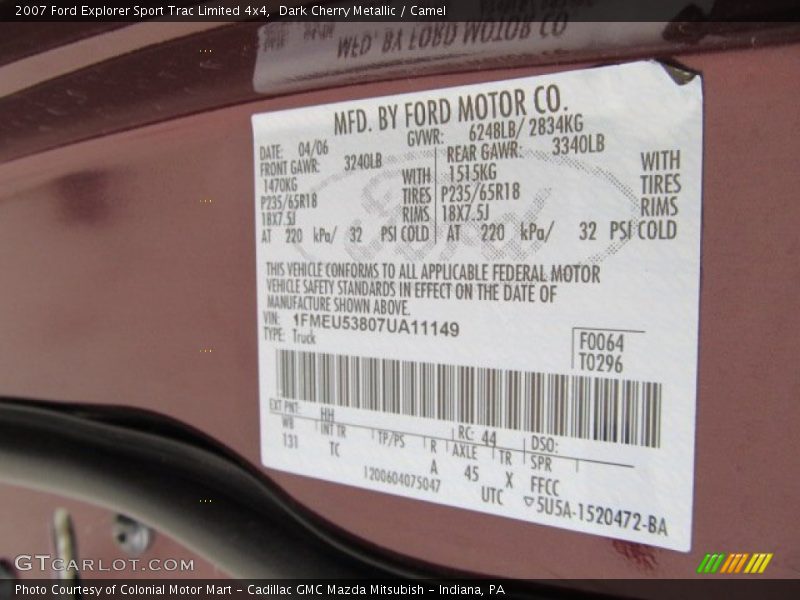 2007 Ford Explorer Sport Trac Limited 4x4, Dark Cherry Metallic / Camel
MFD. BY FORD MOTOR CO.
MFD. BY FORD MOTOR CO.
DATE: 04/06 GVWR: 6248LB/ 2834KG
FRONT GAWR: 3240LB REAR GAWR: 3340LB
1470KG WITH 1515KG WITH
P235/65R18 TIRES P235/65R18 TIRES
18X7.5J RIMS 18X7.5J RIMS
AT 220 kPa/ 32 PSI COLD AT 220 kPa/ 32 PSI COLD
THIS VEHICLE CONFORMS TO ALL APPLICABLE FEDERAL MOTOR
VEHICLE SAFETY STANDARDS IN EFFECT ON THE DATE OF
MANUFACTURE SHOWN ABOVE.
VIN: 1FMEU53807UA11149
TYPE: Truck
F0064
T0296
EXT PNT: HH RC: 44 DSO:
WB INT TR TP/PS R AXLE TR SPR
131 TC A 45 X FFCC
1200604075047 UTC 5U5A-1520472-BA
GTCARLOT.COM
Photo Courtesy of Colonial Motor Mart - Cadillac GMC Mazda Mitsubish - Indiana, PA